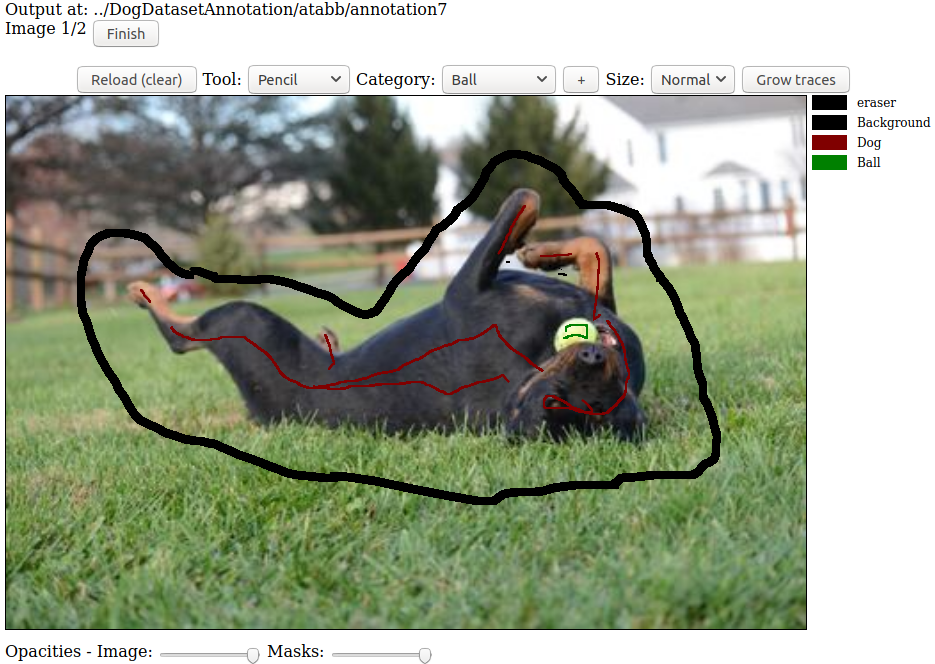 Output at: ../DogDatasetAnnotation/atabb/annotation7
Image 1/2 Finish
Reload (clear) Tool: Pencil Category: Ball + Size: Normal Grow traces
eraser
Background
Dog
Ball
Opacities - Image: Masks: